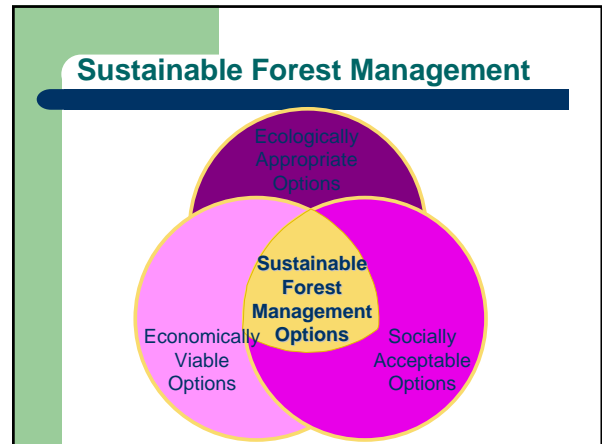 Sustainable Forest Management
Ecologically
Appropriate
Options
Sustainable
Forest
Management
Options
Economically
Viable
Options
Socially
Acceptable
Options